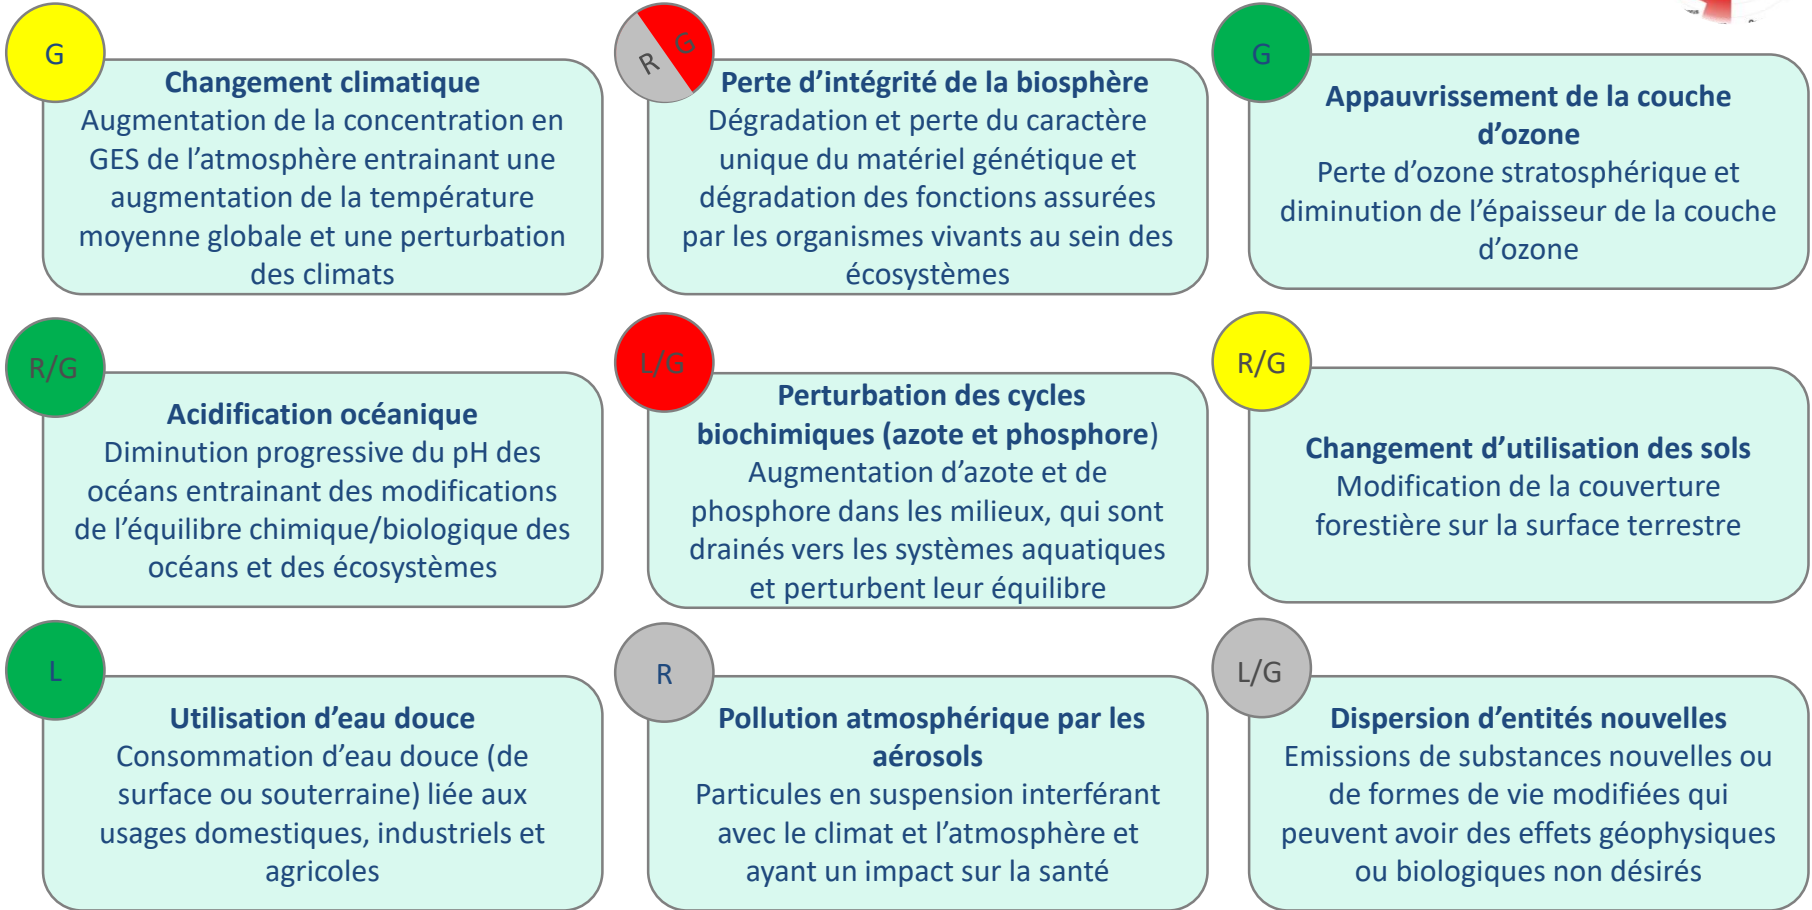 G
Changement climatique
Augmentation de la concentration en
GES de l’atmosphère entrainant une
augmentation de la température
moyenne globale et une perturbation
des climats
R G
Perte d’intégrité de la biosphère
Dégradation et perte du caractère
unique du matériel génétique et
dégradation des fonctions assurées
par les organismes vivants au sein des
écosystèmes
G
Appauvrissement de la couche
d’ozone
Perte d’ozone stratosphérique et
diminution de l’épaisseur de la couche
d’ozone
R/G
Acidification océanique
Diminution progressive du pH des
océans entrainant des modifications
de l’équilibre chimique/biologique des
océans et des écosystèmes
L/G
Perturbation des cycles
biochimiques (azote et phosphore)
Augmentation d’azote et de
phosphore dans les milieux, qui sont
drainés vers les systèmes aquatiques
et perturbent leur équilibre
R/G
Changement d’utilisation des sols
Modification de la couverture
forestière sur la surface terrestre
L
Utilisation d’eau douce
Consommation d’eau douce (de
surface ou souterraine) liée aux
usages domestiques, industriels et
agricoles
R
Pollution atmosphérique par les
aérosols
Particules en suspension interférant
avec le climat et l’atmosphère et
ayant un impact sur la santé
L/G
Dispersion d’entités nouvelles
Emissions de substances nouvelles ou
de formes de vie modifiées qui
peuvent avoir des effets géophysiques
ou biologiques non désirés